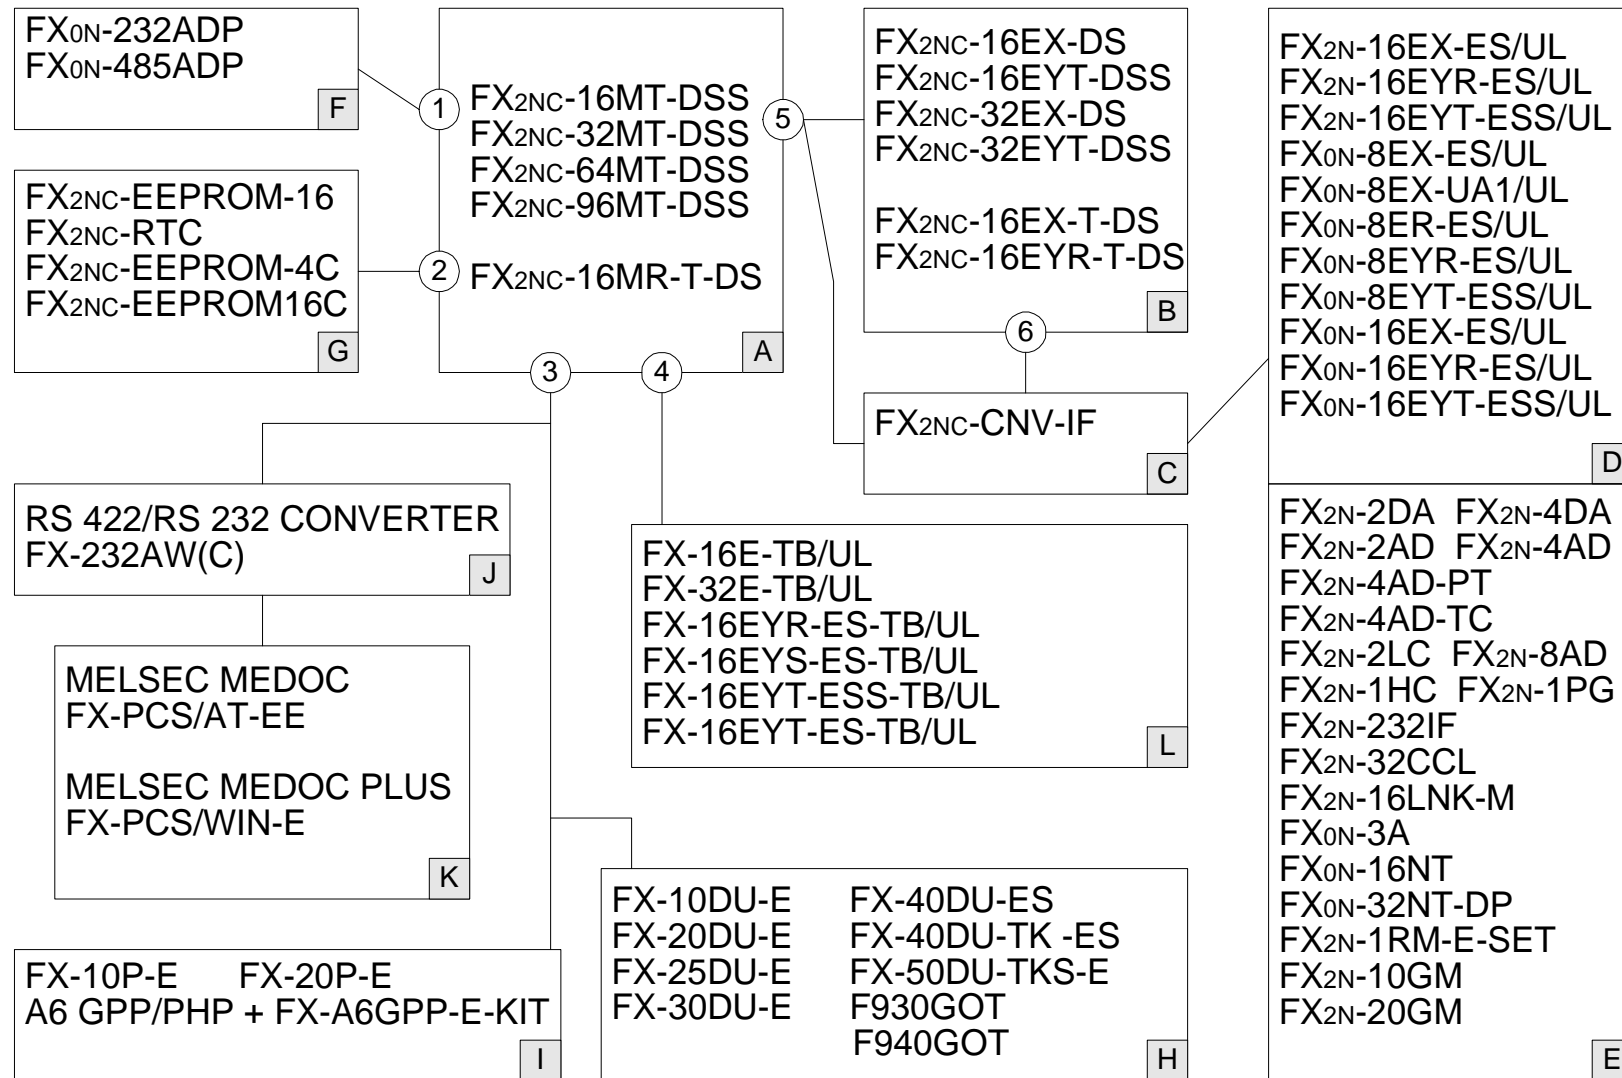 FX0N-232ADP
FX0N-485ADP
F
FX2NC-EEPROM-16
FX2NC-RTC
FX2NC-EEPROM-4C
FX2NC-EEPROM16C
G
1
2
FX2NC-16MT-DSS
FX2NC-32MT-DSS
FX2NC-64MT-DSS
FX2NC-96MT-DSS
FX2NC-16MR-T-DS
A
3
4
5
FX2NC-16EX-DS
FX2NC-16EYT-DSS
FX2NC-32EX-DS
FX2NC-32EYT-DSS
FX2NC-16EX-T-DS
FX2NC-16EYR-T-DS
B
6
FX2NC-CNV-IF
C
FX2N-16EX-ES/UL
FX2N-16EYR-ES/UL
FX2N-16EYT-ESS/UL
FX0N-8EX-ES/UL
FX0N-8EX-UA1/UL
FX0N-8ER-ES/UL
FX0N-8EYR-ES/UL
FX0N-8EYT-ESS/UL
FX0N-16EX-ES/UL
FX0N-16EYR-ES/UL
FX0N-16EYT-ESS/UL
D
RS 422/RS 232 CONVERTER
FX-232AW(C)
J
MELSEC MEDOC
FX-PCS/AT-EE
MELSEC MEDOC PLUS
FX-PCS/WIN-E
K
FX-10P-E FX-20P-E
A6 GPP/PHP + FX-A6GPP-E-KIT
I
FX-16E-TB/UL
FX-32E-TB/UL
FX-16EYR-ES-TB/UL
FX-16EYS-ES-TB/UL
FX-16EYT-ESS-TB/UL
FX-16EYT-ES-TB/UL
L
FX-10DU-E FX-40DU-ES
FX-20DU-E FX-40DU-TK -ES
FX-25DU-E FX-50DU-TKS-E
FX-30DU-E F930GOT
F940GOT
H
FX2N-2DA FX2N-4DA
FX2N-2AD FX2N-4AD
FX2N-4AD-PT
FX2N-4AD-TC
FX2N-2LC FX2N-8AD
FX2N-1HC FX2N-1PG
FX2N-232IF
FX2N-32CCL
FX2N-16LNK-M
FX0N-3A
FX0N-16NT
FX0N-32NT-DP
FX2N-1RM-E-SET
FX2N-10GM
FX2N-20GM
E